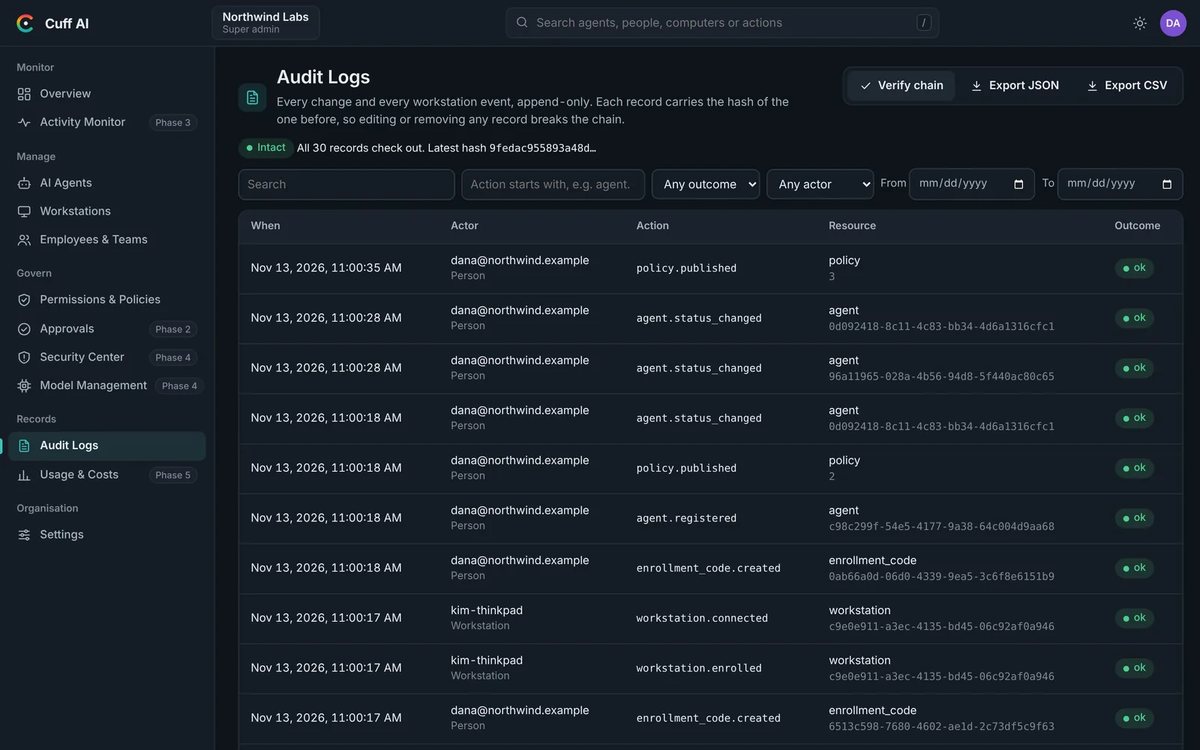 Cuff AI
Northwind Labs
Super admin
Search agents, people, computers or actions
/
DA
Monitor
Overview
Activity Monitor Phase 3
Manage
AI Agents
Workstations
Employees & Teams
Govern
Permissions & Policies
Approvals Phase 2
Security Center Phase 4
Model Management Phase 4
Records
Audit Logs
Usage & Costs Phase 5
Organisation
Settings
Audit Logs
Every change and every workstation event, append-only. Each record carries the hash of the
one before, so editing or removing any record breaks the chain.
Verify chain Export JSON Export CSV
Intact All 30 records check out. Latest hash 9fedac955893a48d…
Search Action starts with, e.g. agent. Any outcome Any actor From mm/dd/yyyy To mm/dd/yyyy
When Actor Action Resource Outcome
Nov 13, 2026, 11:00:35 AM dana@northwind.example policy.published policy ok
Person 3
Nov 13, 2026, 11:00:28 AM dana@northwind.example agent.status_changed agent ok
Person 0d092418-8c11-4c83-bb34-4d6a1316cfc1
Nov 13, 2026, 11:00:28 AM dana@northwind.example agent.status_changed agent ok
Person 96a11965-028a-4b56-94d8-5f440ac80c65
Nov 13, 2026, 11:00:18 AM dana@northwind.example agent.status_changed agent ok
Person 0d092418-8c11-4c83-bb34-4d6a1316cfc1
Nov 13, 2026, 11:00:18 AM dana@northwind.example policy.published policy ok
Person 2
Nov 13, 2026, 11:00:18 AM dana@northwind.example agent.registered agent ok
Person c98c299f-54e5-4177-9a38-64c004d9aa68
Nov 13, 2026, 11:00:18 AM dana@northwind.example enrollment_code.created enrollment_code ok
Person 0ab66a0d-06d0-4339-9ea5-3c6f8e6151b9
Nov 13, 2026, 11:00:17 AM kim-thinkpad workstation.connected workstation ok
Workstation c9e0e911-a3ec-4135-bd45-06c92af0a946
Nov 13, 2026, 11:00:17 AM kim-thinkpad workstation.enrolled workstation ok
Workstation c9e0e911-a3ec-4135-bd45-06c92af0a946
Nov 13, 2026, 11:00:17 AM dana@northwind.example enrollment_code.created enrollment_code ok
Person 6513c598-7680-4602-ae1d-2c73df5c9f63